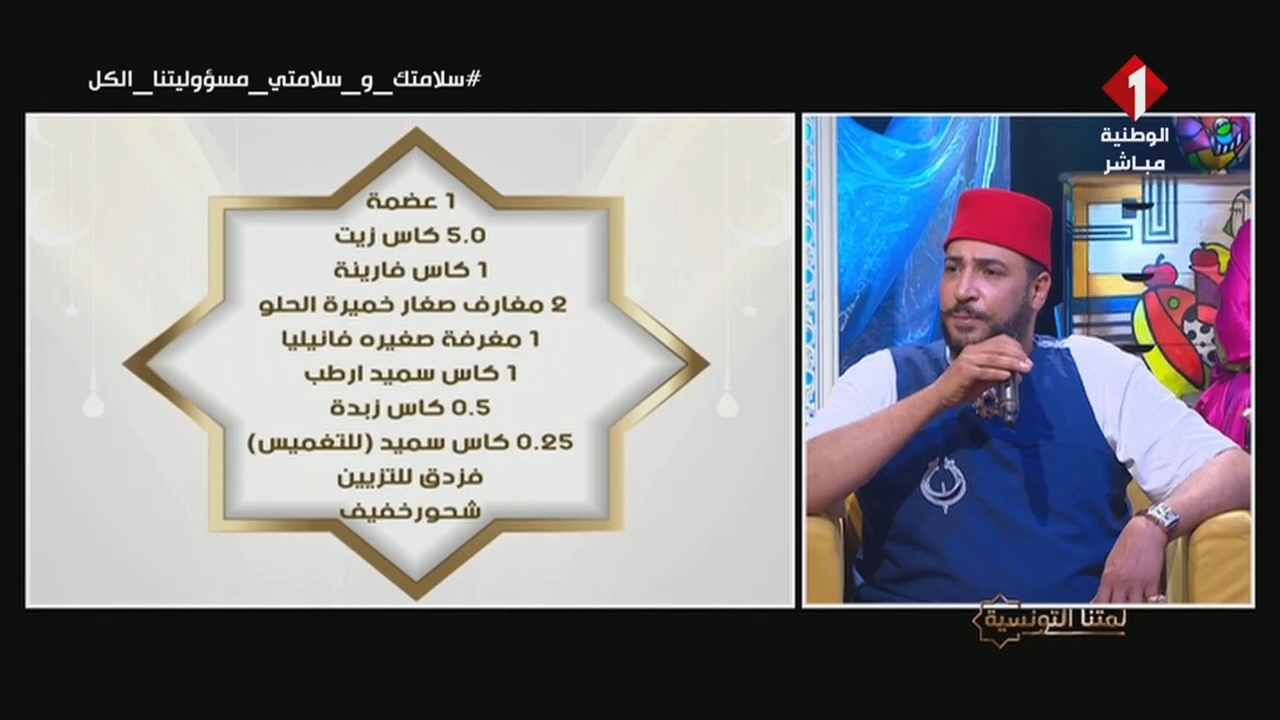 #سلامتك_و_سلامتي_مسؤوليتنا_الكل
1
الوطنية
مباشر
1 عضمة
5.0 كاس زيت
1 كاس فارينة
2 مغارف صغار خميرة الحلو
1 مغرفة صغيره فانيليا
1 كاس سميد ارطب
0.5 كاس زبدة
0.25 كاس سميد (للتغميس)
فزدق للتزيين
شحورخفيف
لمتنا التونسية